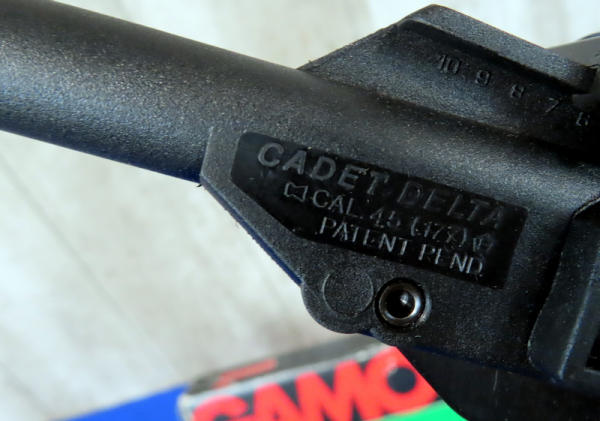 10 9 8 7
CADET DELTA
CAL. 4.5 (.177)
PATENT PEND.
GAMO